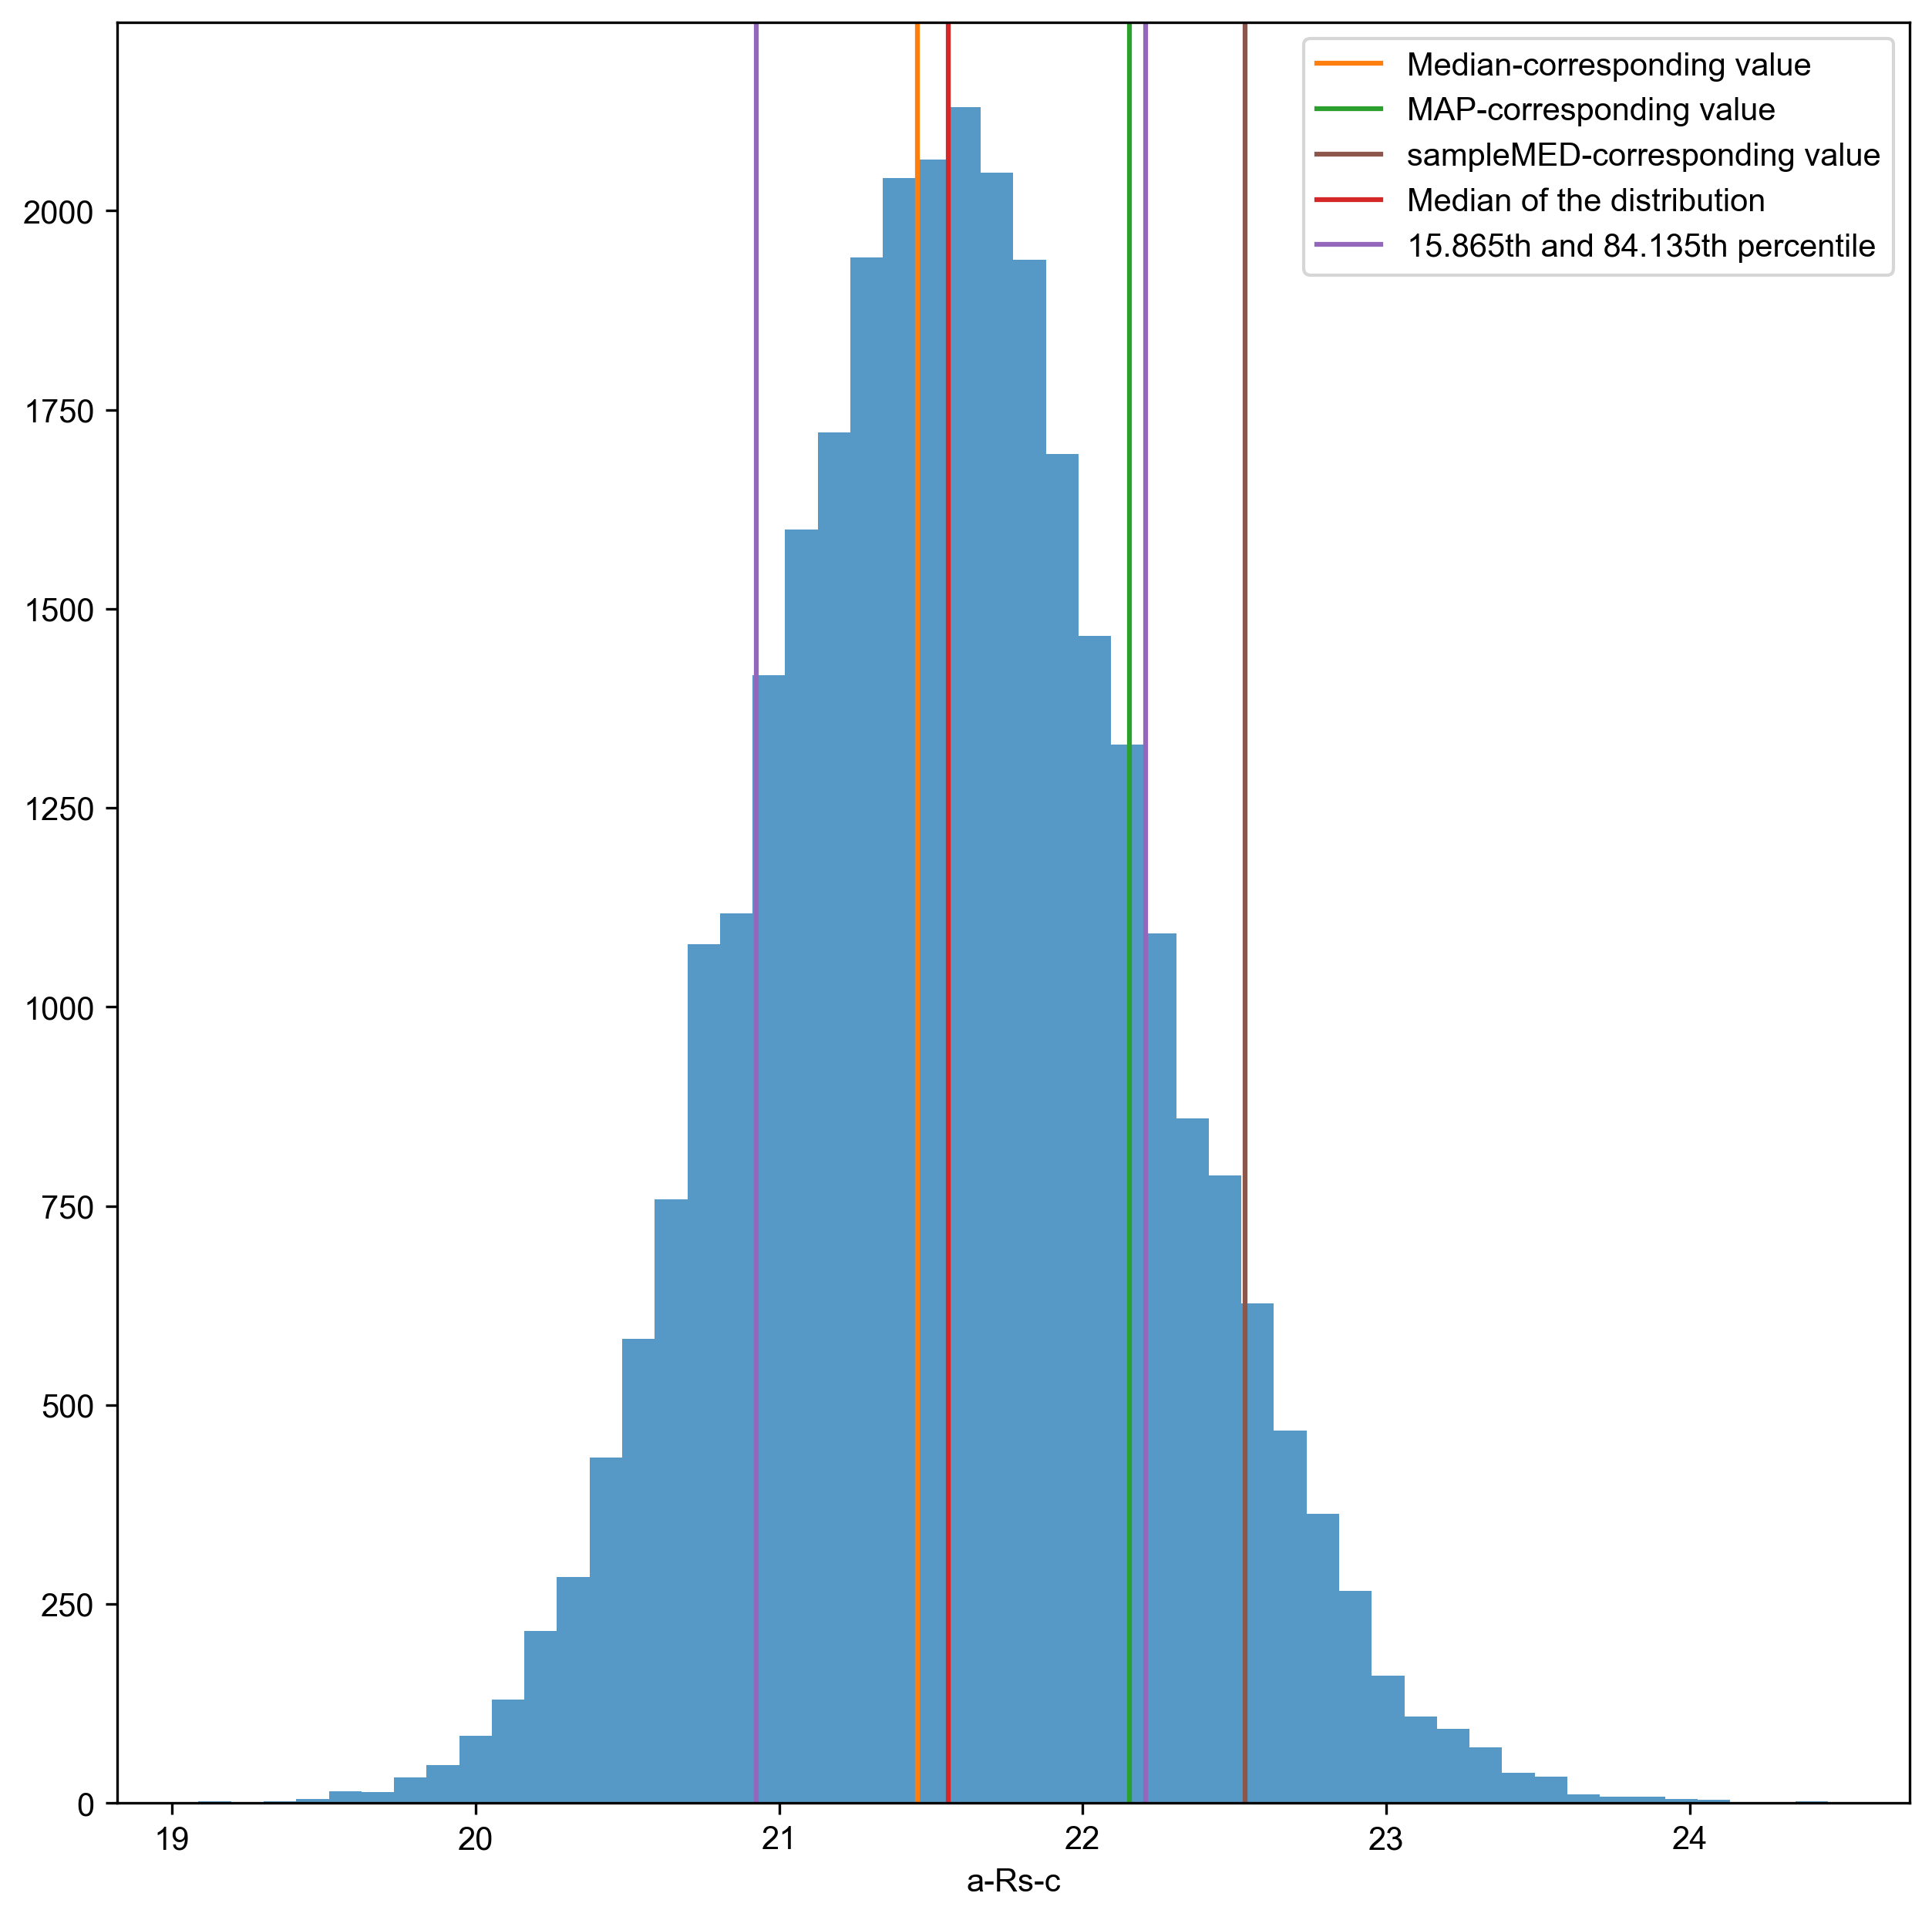 Median-corresponding value
MAP-corresponding value
sampleMED-corresponding value
Median of the distribution
15.865th and 84.135th percentile
2000
1750
1500
1250
1000
750
500
250
0
19 20 21 22 23 24
a-Rs-c